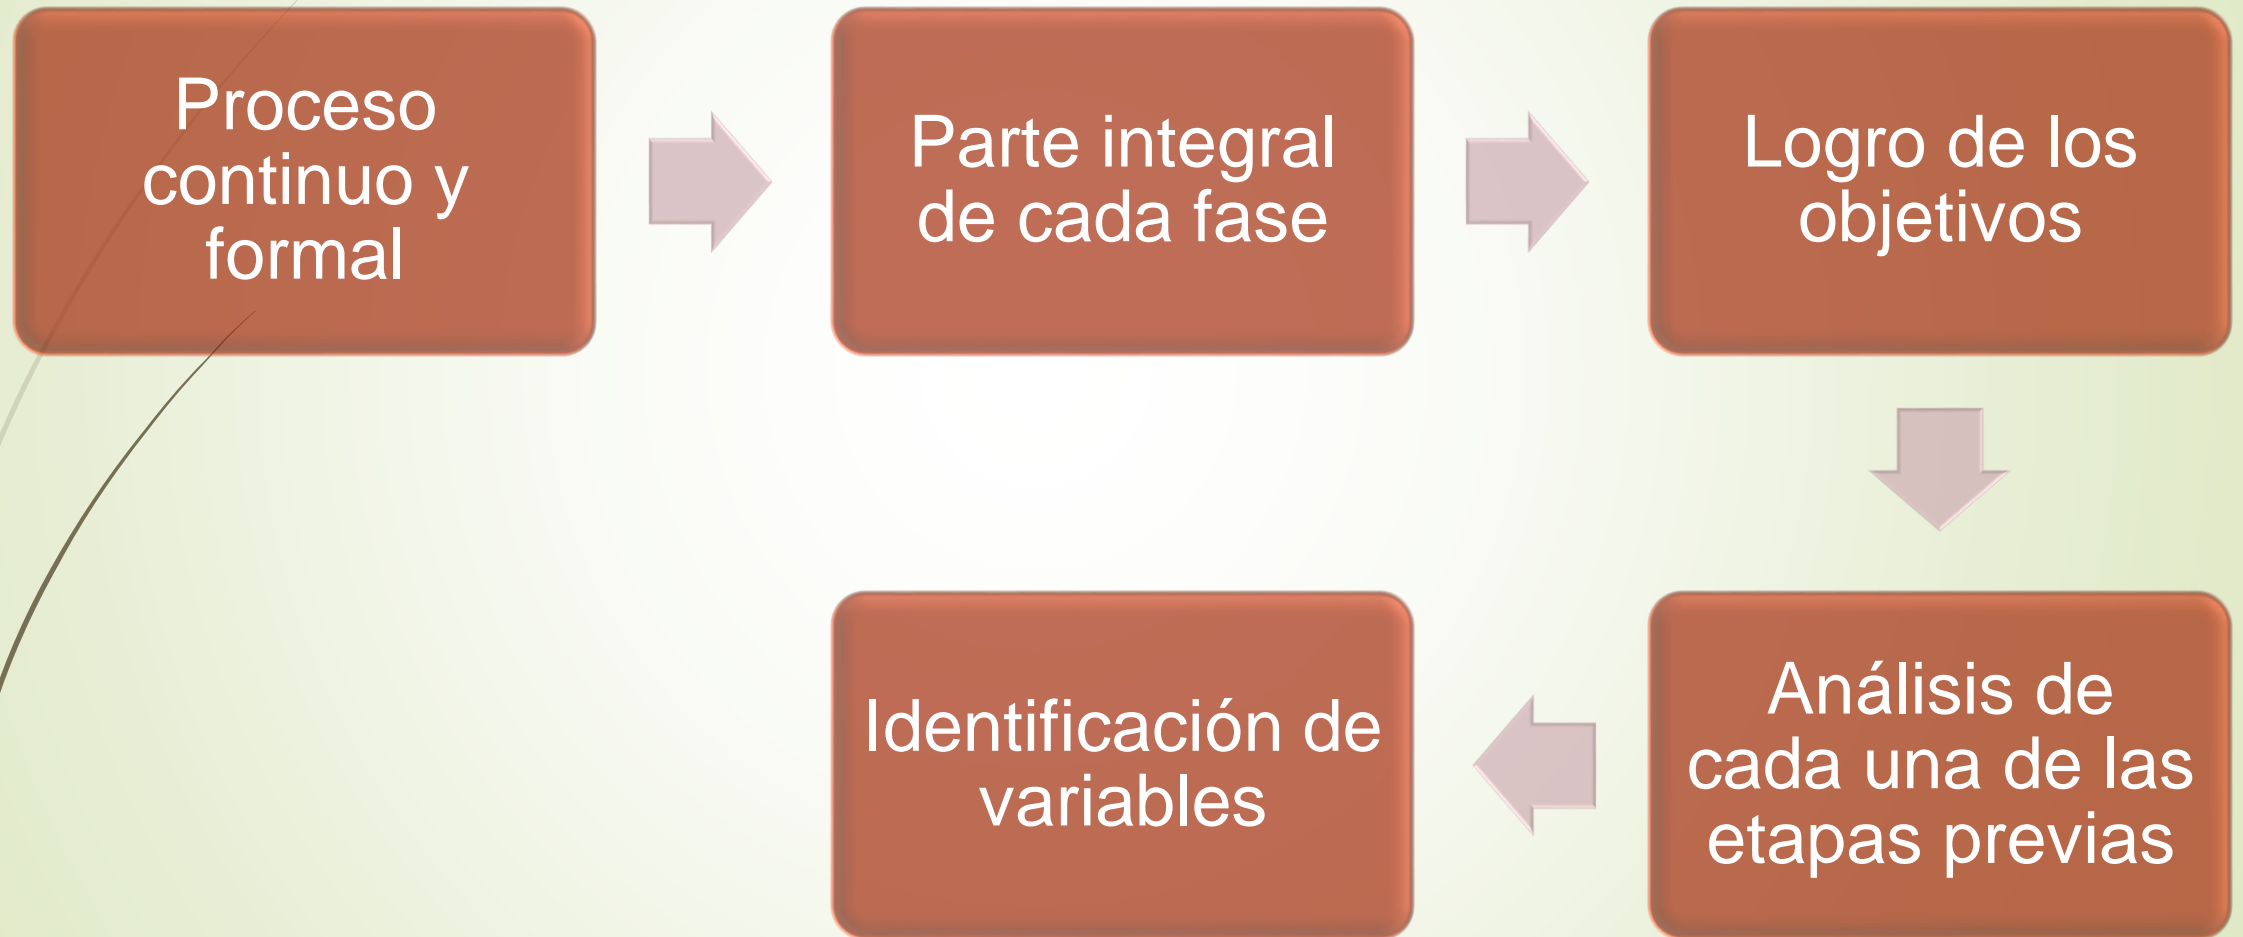 Proceso
continuo y
formal
Parte integral
de cada fase
Logro de los
objetivos
Análisis de
cada una de las
etapas previas
Identificación de
variables